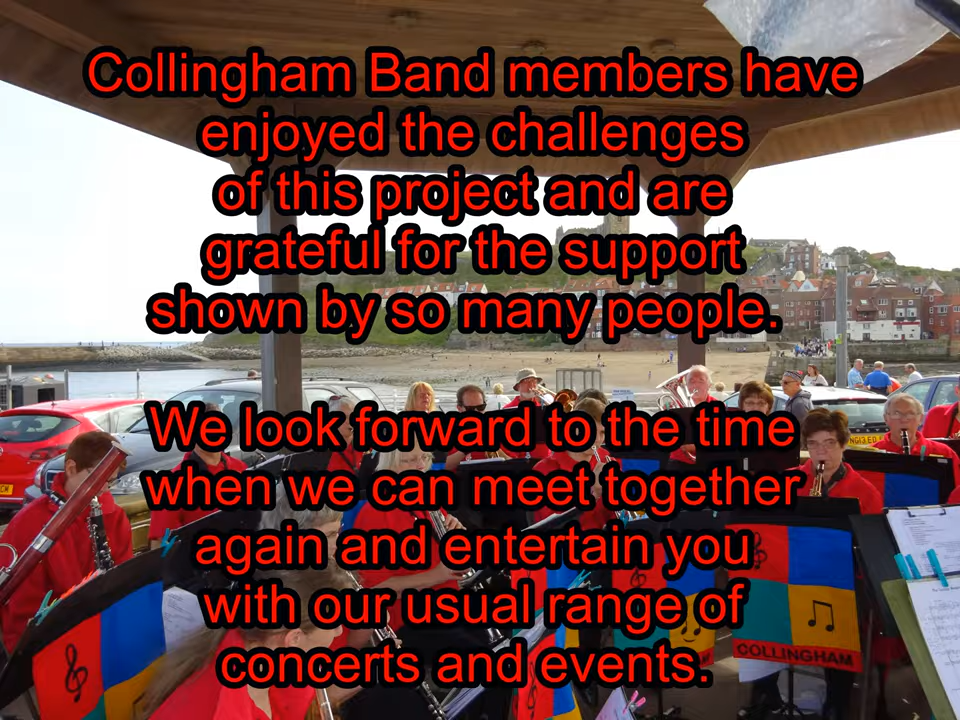 Collingham Band members have
enjoyed the challenges
of this project and are
grateful for the support
shown by so many people.
We look forward to the time
when we can meet together
again and entertain you
with our usual range of
concerts and events.
COLLINGHAM